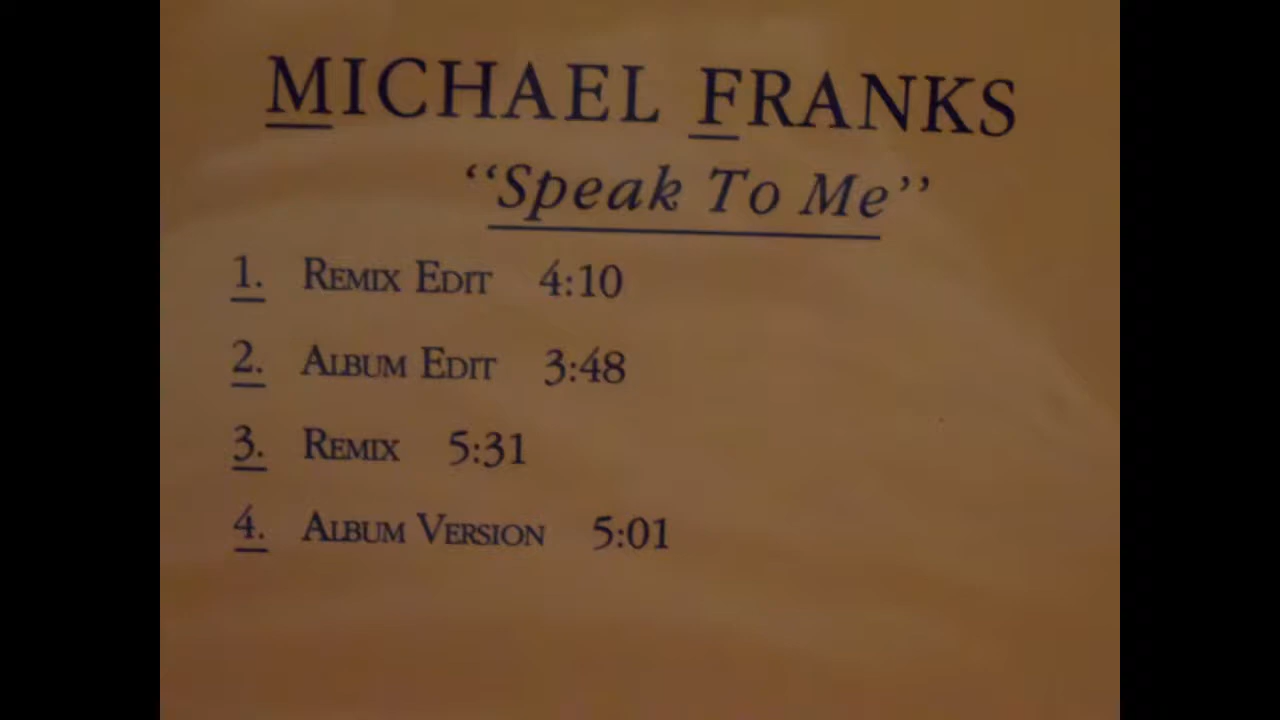 MICHAEL FRANKS
“Speak To Me”
1. REMIX EDIT 4:10
2. ALBUM EDIT 3:48
3. REMIX 5:31
4. ALBUM VERSION 5:01